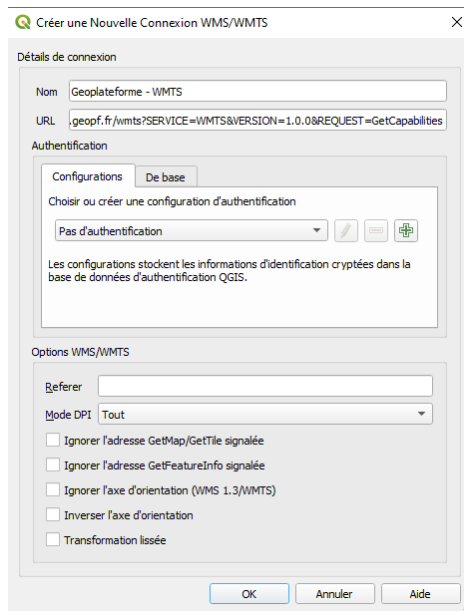 Créer une Nouvelle Connexion WMS/WMTS
Détails de connexion
Nom Geoplateforme - WMTS
URL .geopf.fr/wmts?SERVICE=WMTS&VERSION=1.0.0&REQUEST=GetCapabilities
Authentification
Configurations De base
Choisir ou créer une configuration d'authentification
Pas d'authentification
Les configurations stockent les informations d'identification cryptées dans la
base de données d'authentification QGIS.
Options WMS/WMTS
Referer
Mode DPI Tout
Ignorer l'adresse GetMap/GetTile signalée
Ignorer l'adresse GetFeatureInfo signalée
Ignorer l'axe d'orientation (WMS 1.3/WMTS)
Inverser l'axe d'orientation
Transformation lissée
OK Annuler Aide